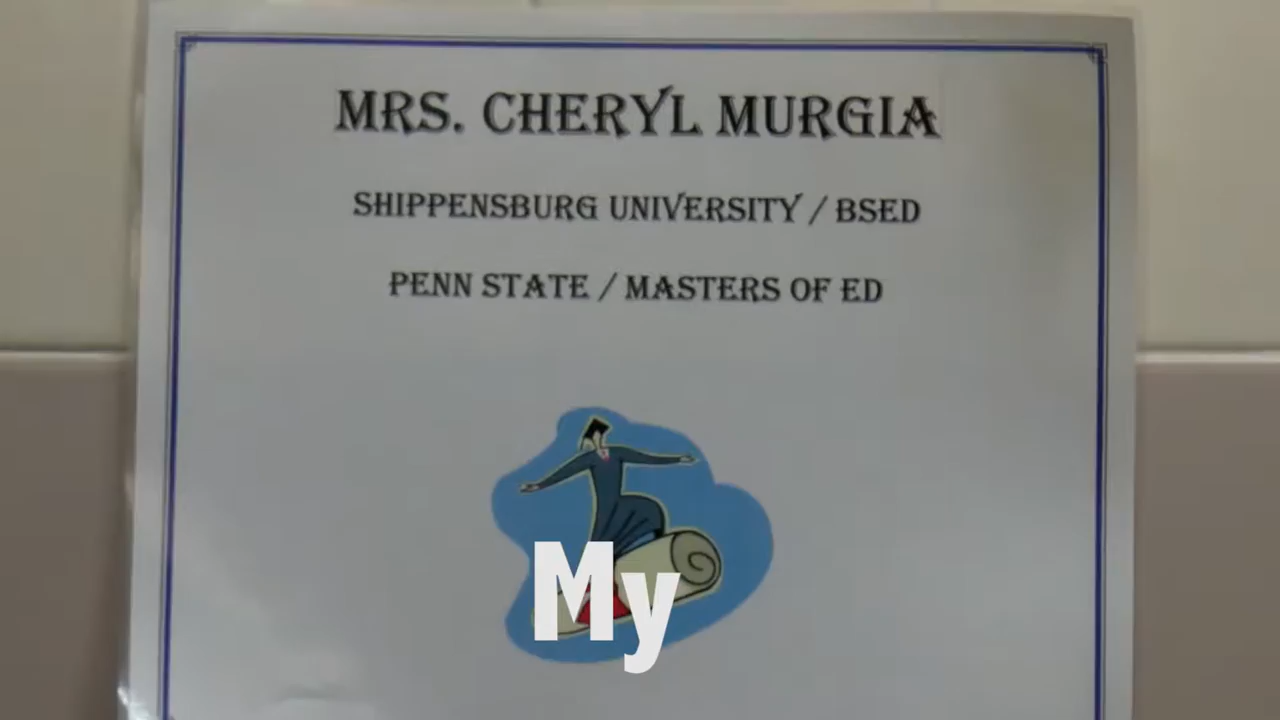 MRS. CHERYL MURGIA
SHIPPENSBURG UNIVERSITY / BSED
PENN STATE / MASTERS OF ED
My